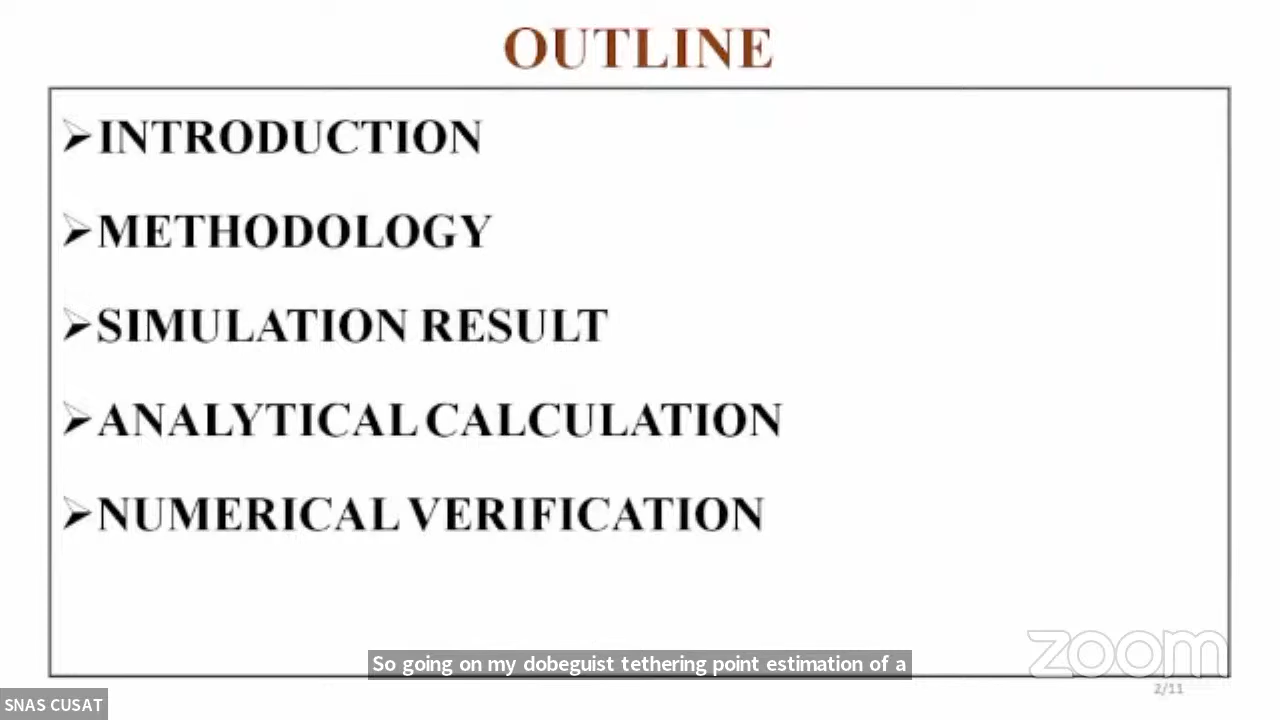 OUTLINE
➢INTRODUCTION
➢METHODOLOGY
➢SIMULATION RESULT
➢ANALYTICAL CALCULATION
➢NUMERICAL VERIFICATION
So going on my dobeguist tethering point estimation of a
zoom
2/11
SNAS CUSAT